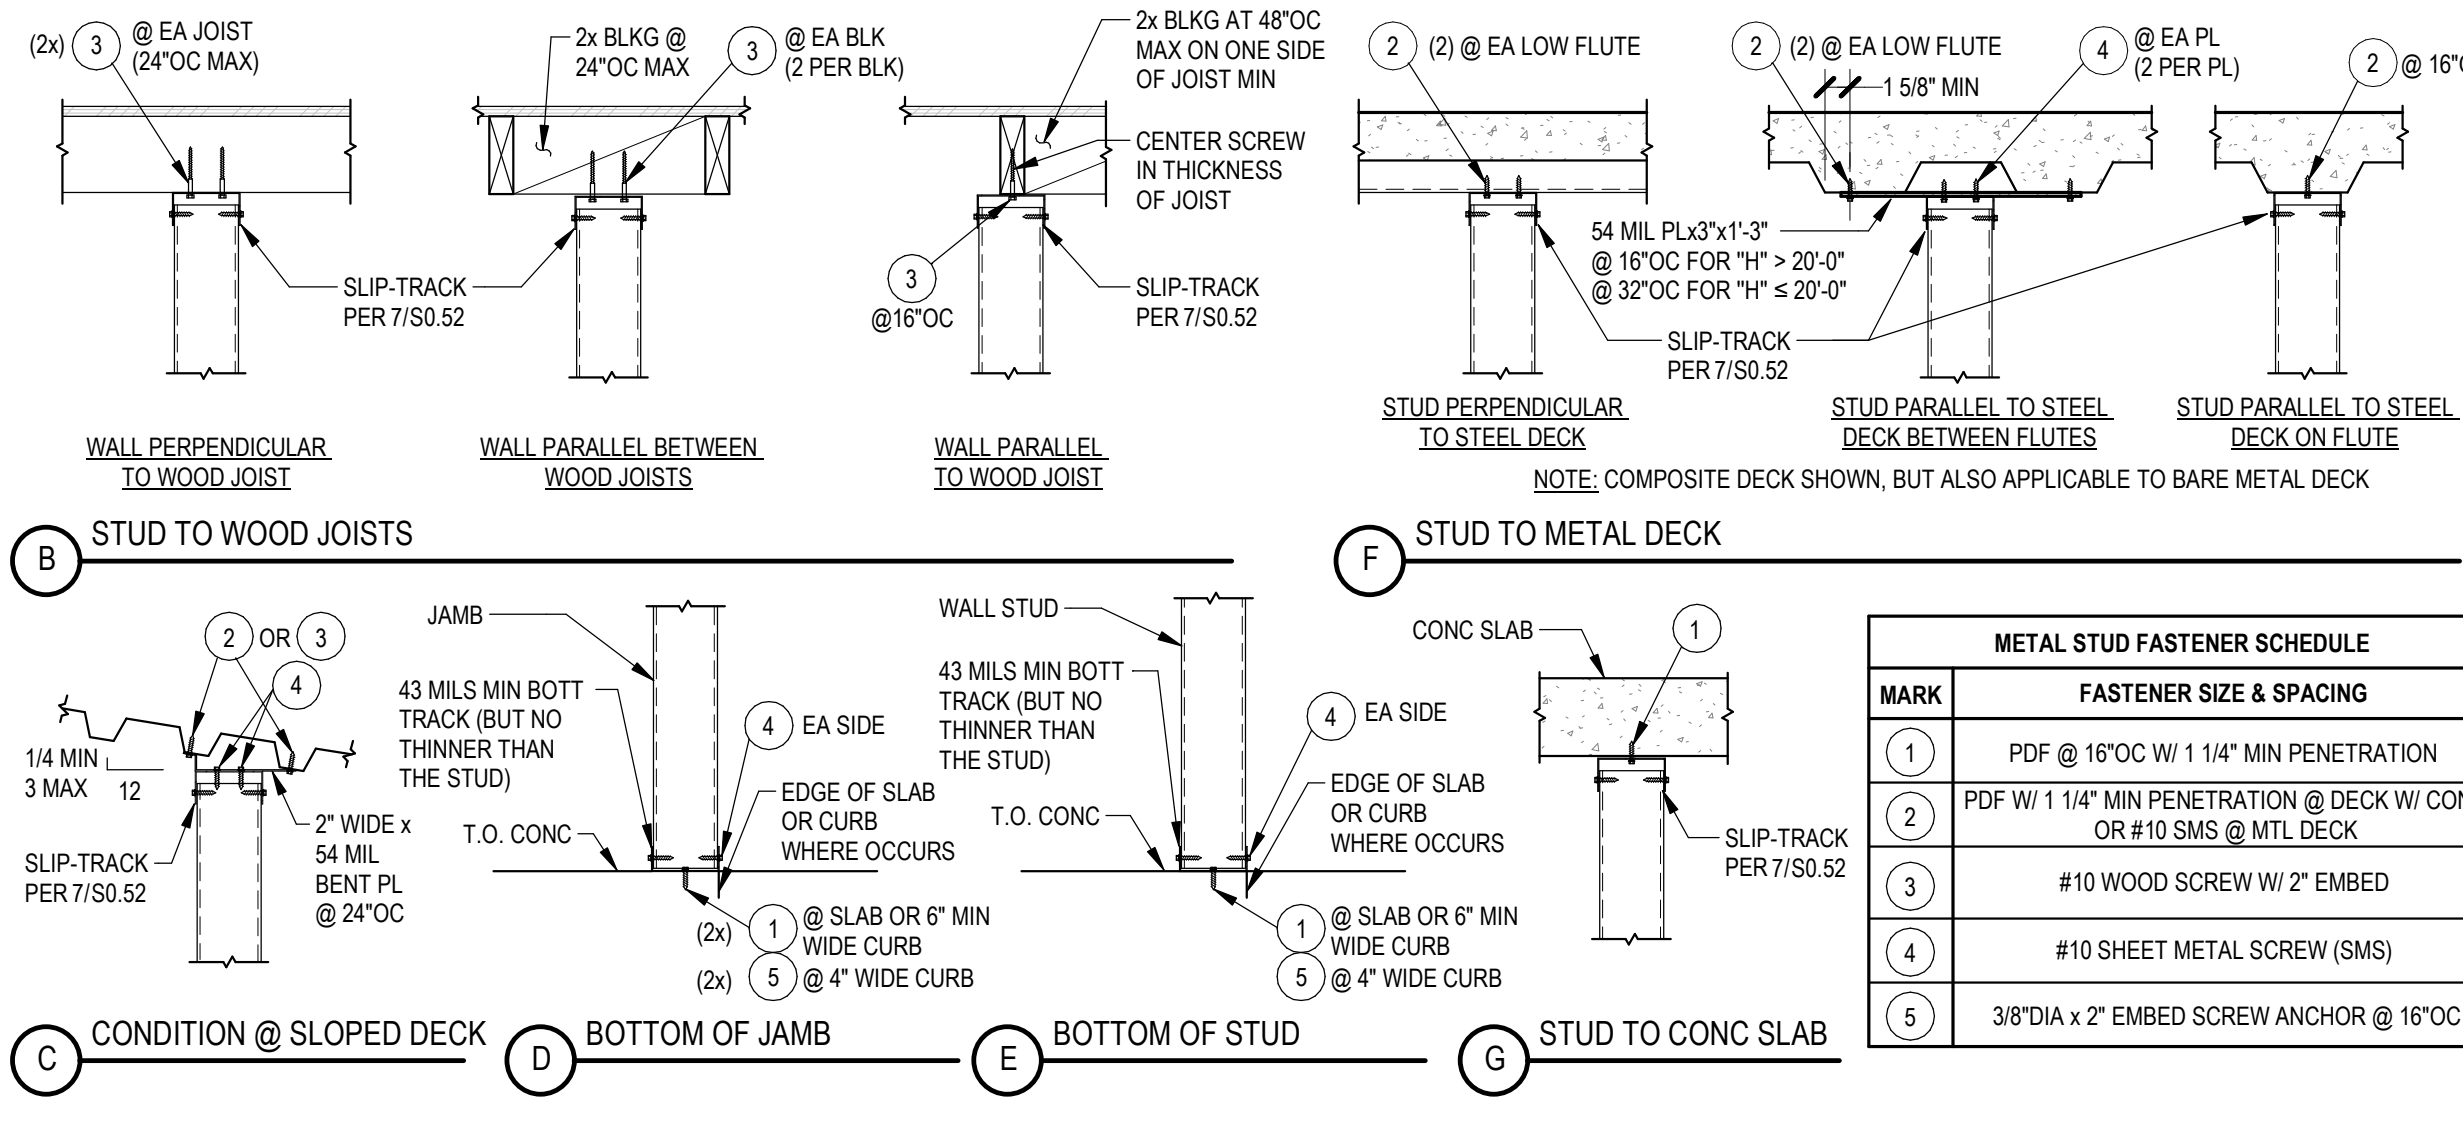 (2x) 3 @ EA JOIST
(24"OC MAX)
2x BLKG @
24"OC MAX
3 @ EA BLK
(2 PER BLK)
2x BLKG AT 48"OC
MAX ON ONE SIDE
OF JOIST MIN
CENTER SCREW
IN THICKNESS
OF JOIST
SLIP-TRACK
PER 7/S0.52
3
@16"OC
SLIP-TRACK
PER 7/S0.52
WALL PERPENDICULAR
TO WOOD JOIST
WALL PARALLEL BETWEEN
WOOD JOISTS
WALL PARALLEL
TO WOOD JOIST
B STUD TO WOOD JOISTS
2 (2) @ EA LOW FLUTE
2 (2) @ EA LOW FLUTE
1 5/8" MIN
4 @ EA PL
(2 PER PL)
2 @ 16"
54 MIL PLx3"x1'-3"
@ 16"OC FOR "H" > 20'-0"
@ 32"OC FOR "H" ≤ 20'-0"
SLIP-TRACK
PER 7/S0.52
STUD PERPENDICULAR
TO STEEL DECK
STUD PARALLEL TO STEEL
DECK BETWEEN FLUTES
STUD PARALLEL TO STEEL
DECK ON FLUTE
NOTE: COMPOSITE DECK SHOWN, BUT ALSO APPLICABLE TO BARE METAL DECK
F STUD TO METAL DECK
2 OR 3
4
1/4 MIN
3 MAX 12
SLIP-TRACK
PER 7/S0.52
2" WIDE x
54 MIL
BENT PL
@ 24"OC
C CONDITION @ SLOPED DECK
JAMB
43 MILS MIN BOTT
TRACK (BUT NO
THINNER THAN
THE STUD)
4 EA SIDE
EDGE OF SLAB
OR CURB
WHERE OCCURS
T.O. CONC
(2x) 1 @ SLAB OR 6" MIN
WIDE CURB
(2x) 5 @ 4" WIDE CURB
D BOTTOM OF JAMB
WALL STUD
43 MILS MIN BOTT
TRACK (BUT NO
THINNER THAN
THE STUD)
4 EA SIDE
EDGE OF SLAB
OR CURB
WHERE OCCURS
T.O. CONC
1 @ SLAB OR 6" MIN
WIDE CURB
5 @ 4" WIDE CURB
E BOTTOM OF STUD
CONC SLAB
1
SLIP-TRACK
PER 7/S0.52
G STUD TO CONC SLAB
METAL STUD FASTENER SCHEDULE
MARK FASTENER SIZE & SPACING
1 PDF @ 16"OC W/ 1 1/4" MIN PENETRATION
2 PDF W/ 1 1/4" MIN PENETRATION @ DECK W/
OR #10 SMS @ MTL DECK
3 #10 WOOD SCREW W/ 2" EMBED
4 #10 SHEET METAL SCREW (SMS)
5 3/8"DIA x 2" EMBED SCREW ANCHOR @ 16"OC